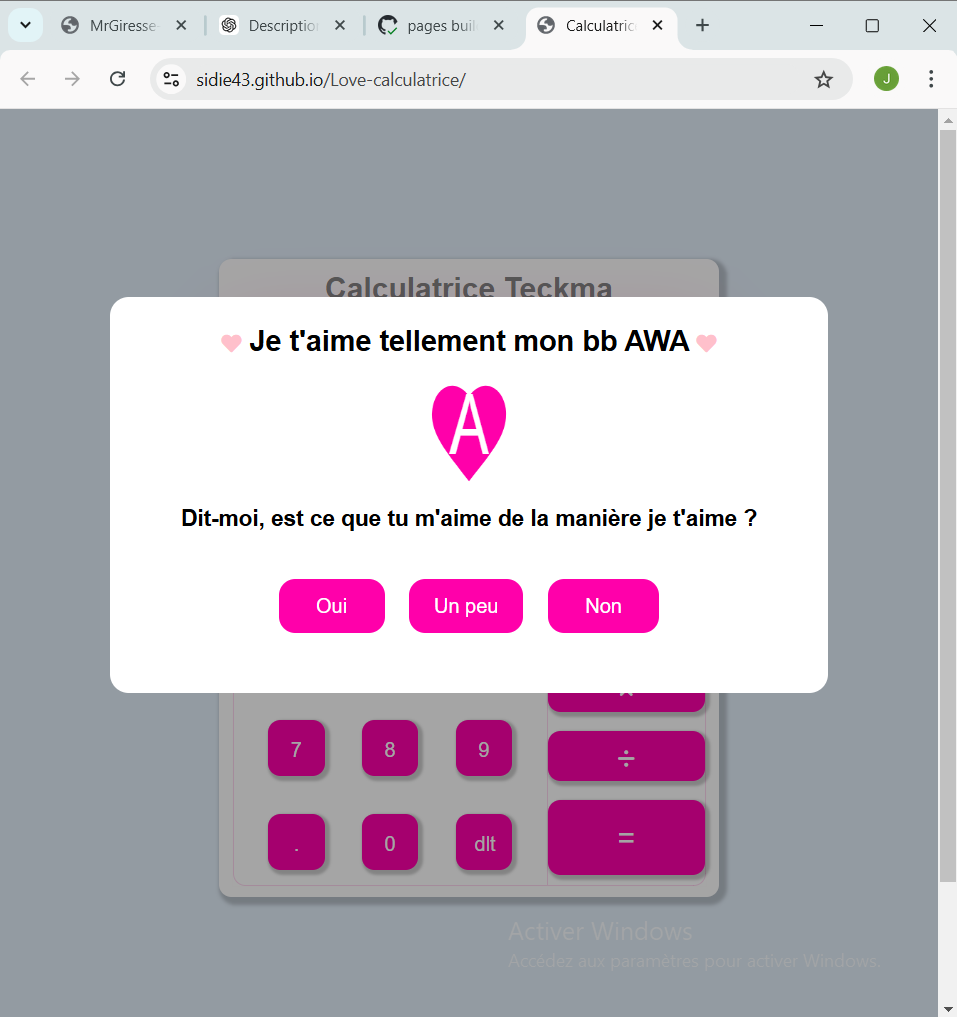 MrGiresse-
Description
pages buil
Calculatric
sidie43.github.io/Love-calculatrice/
J
Calculatrice Teckma
Je t'aime tellement mon bb AWA
A
Dit-moi, est ce que tu m'aime de la manière je t'aime ?
Oui Un peu Non
7 8 9 ÷
. 0 dlt =
Activer Windows
Accédez aux paramètres pour activer Windows.